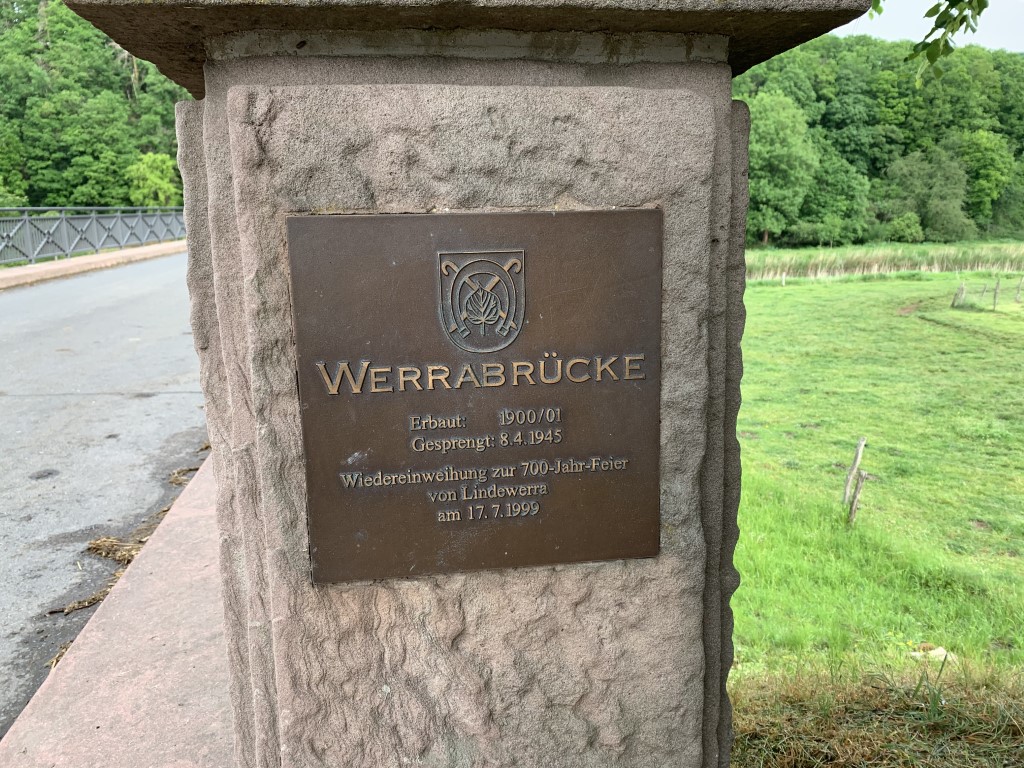 WERRABRÜCKE
Erbaut: 1900/01
Gesprengt: 8.4.1945
Wiedereinweihung zur 700-Jahr-Feier
von Lindewerra
am 17.7.1999